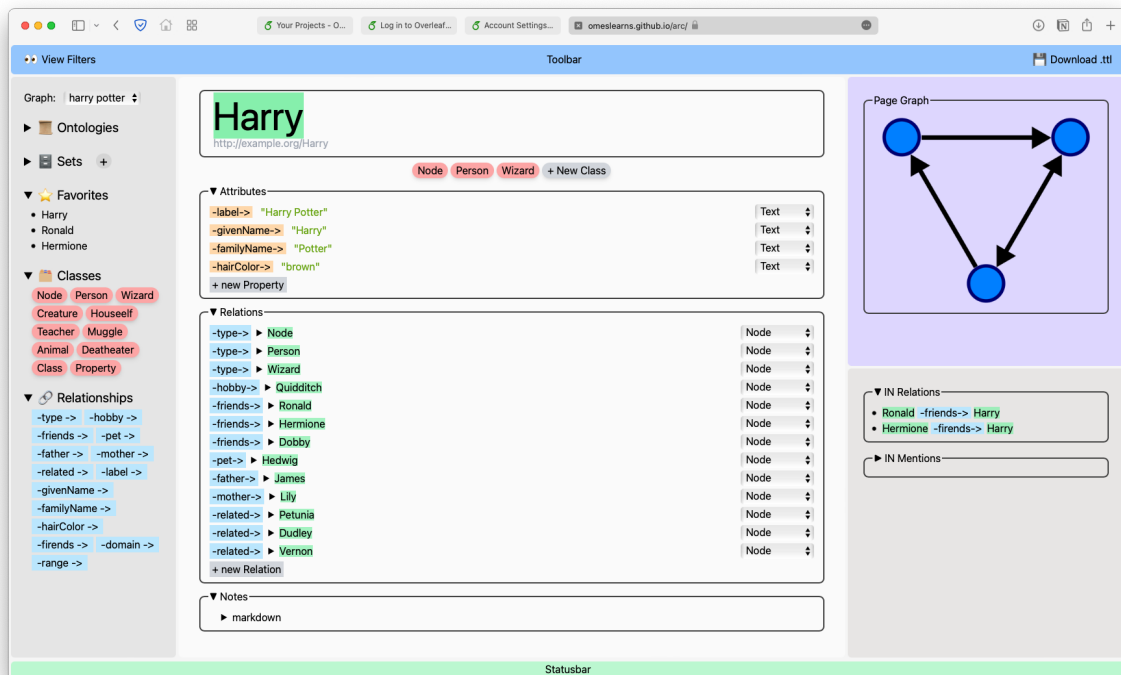 Your Projects - O...
Log in to Overleaf...
Account Settings...
omeslearns.github.io/arc/
👀 View Filters
Toolbar
💾 Download .ttl
Graph: harry potter
Ontologies
Sets +
Favorites
• Harry
• Ronald
• Hermione
Classes
Node Person Wizard
Creature Houseelf
Teacher Muggle
Animal Deatheater
Class Property
Relationships
-type -> -hobby ->
-friends -> -pet ->
-father -> -mother ->
-related -> -label ->
-givenName ->
-familyName ->
-hairColor ->
-firends -> -domain ->
-range ->
Harry
http://example.org/Harry
Node Person Wizard + New Class
▼ Attributes
-label-> "Harry Potter" Text
-givenName-> "Harry" Text
-familyName-> "Potter" Text
-hairColor-> "brown" Text
+ new Property
▼ Relations
-type-> ▶ Node Node
-type-> ▶ Person Node
-type-> ▶ Wizard Node
-hobby-> ▶ Quidditch Node
-friends-> ▶ Ronald Node
-friends-> ▶ Hermione Node
-friends-> ▶ Dobby Node
-pet-> ▶ Hedwig Node
-father-> ▶ James Node
-mother-> ▶ Lily Node
-related-> ▶ Petunia Node
-related-> ▶ Dudley Node
-related-> ▶ Vernon Node
+ new Relation
▼ Notes
▶ markdown
Page Graph
▼ IN Relations
• Ronald -friends-> Harry
• Hermione -firends-> Harry
▶ IN Mentions
Statusbar